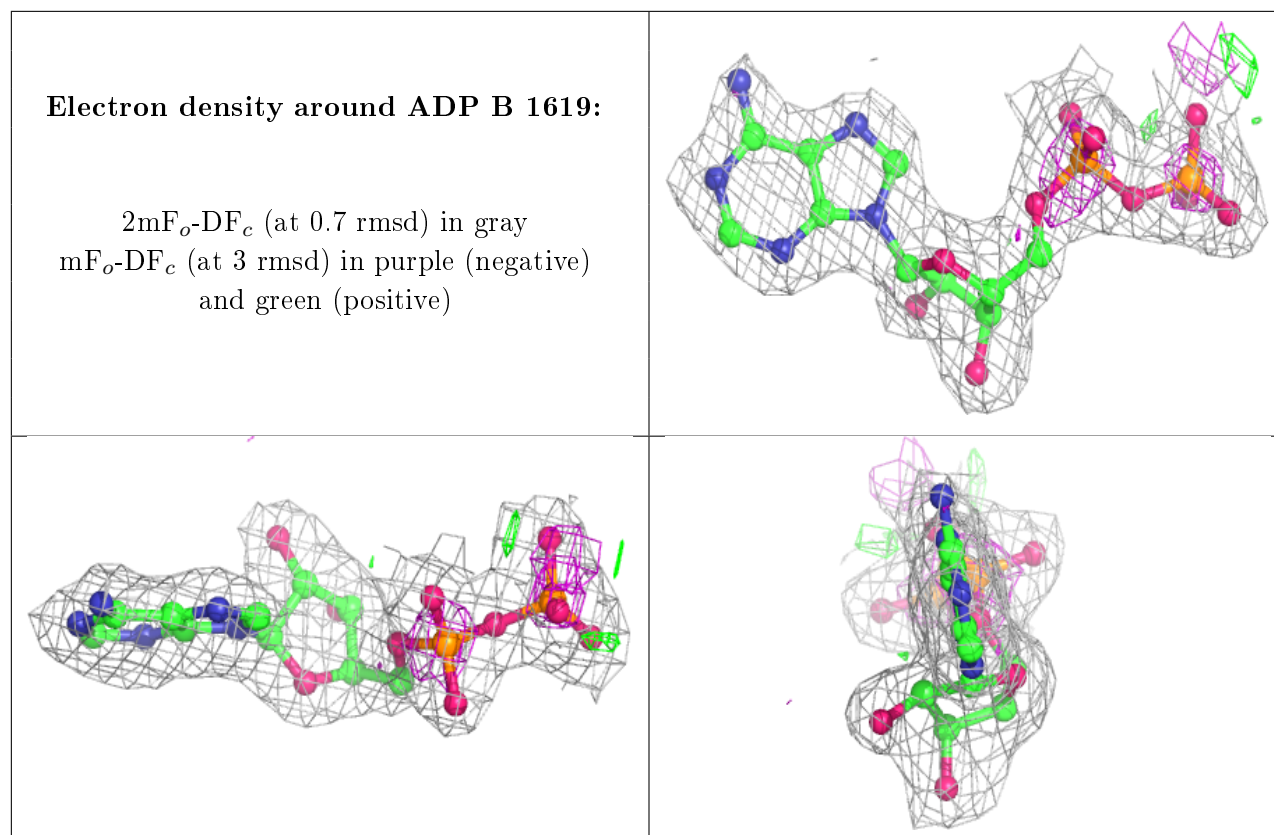 Electron density around ADP B 1619:
2mFₒ-DF𝒸 (at 0.7 rmsd) in gray
mFₒ-DF𝒸 (at 3 rmsd) in purple (negative)
and green (positive)